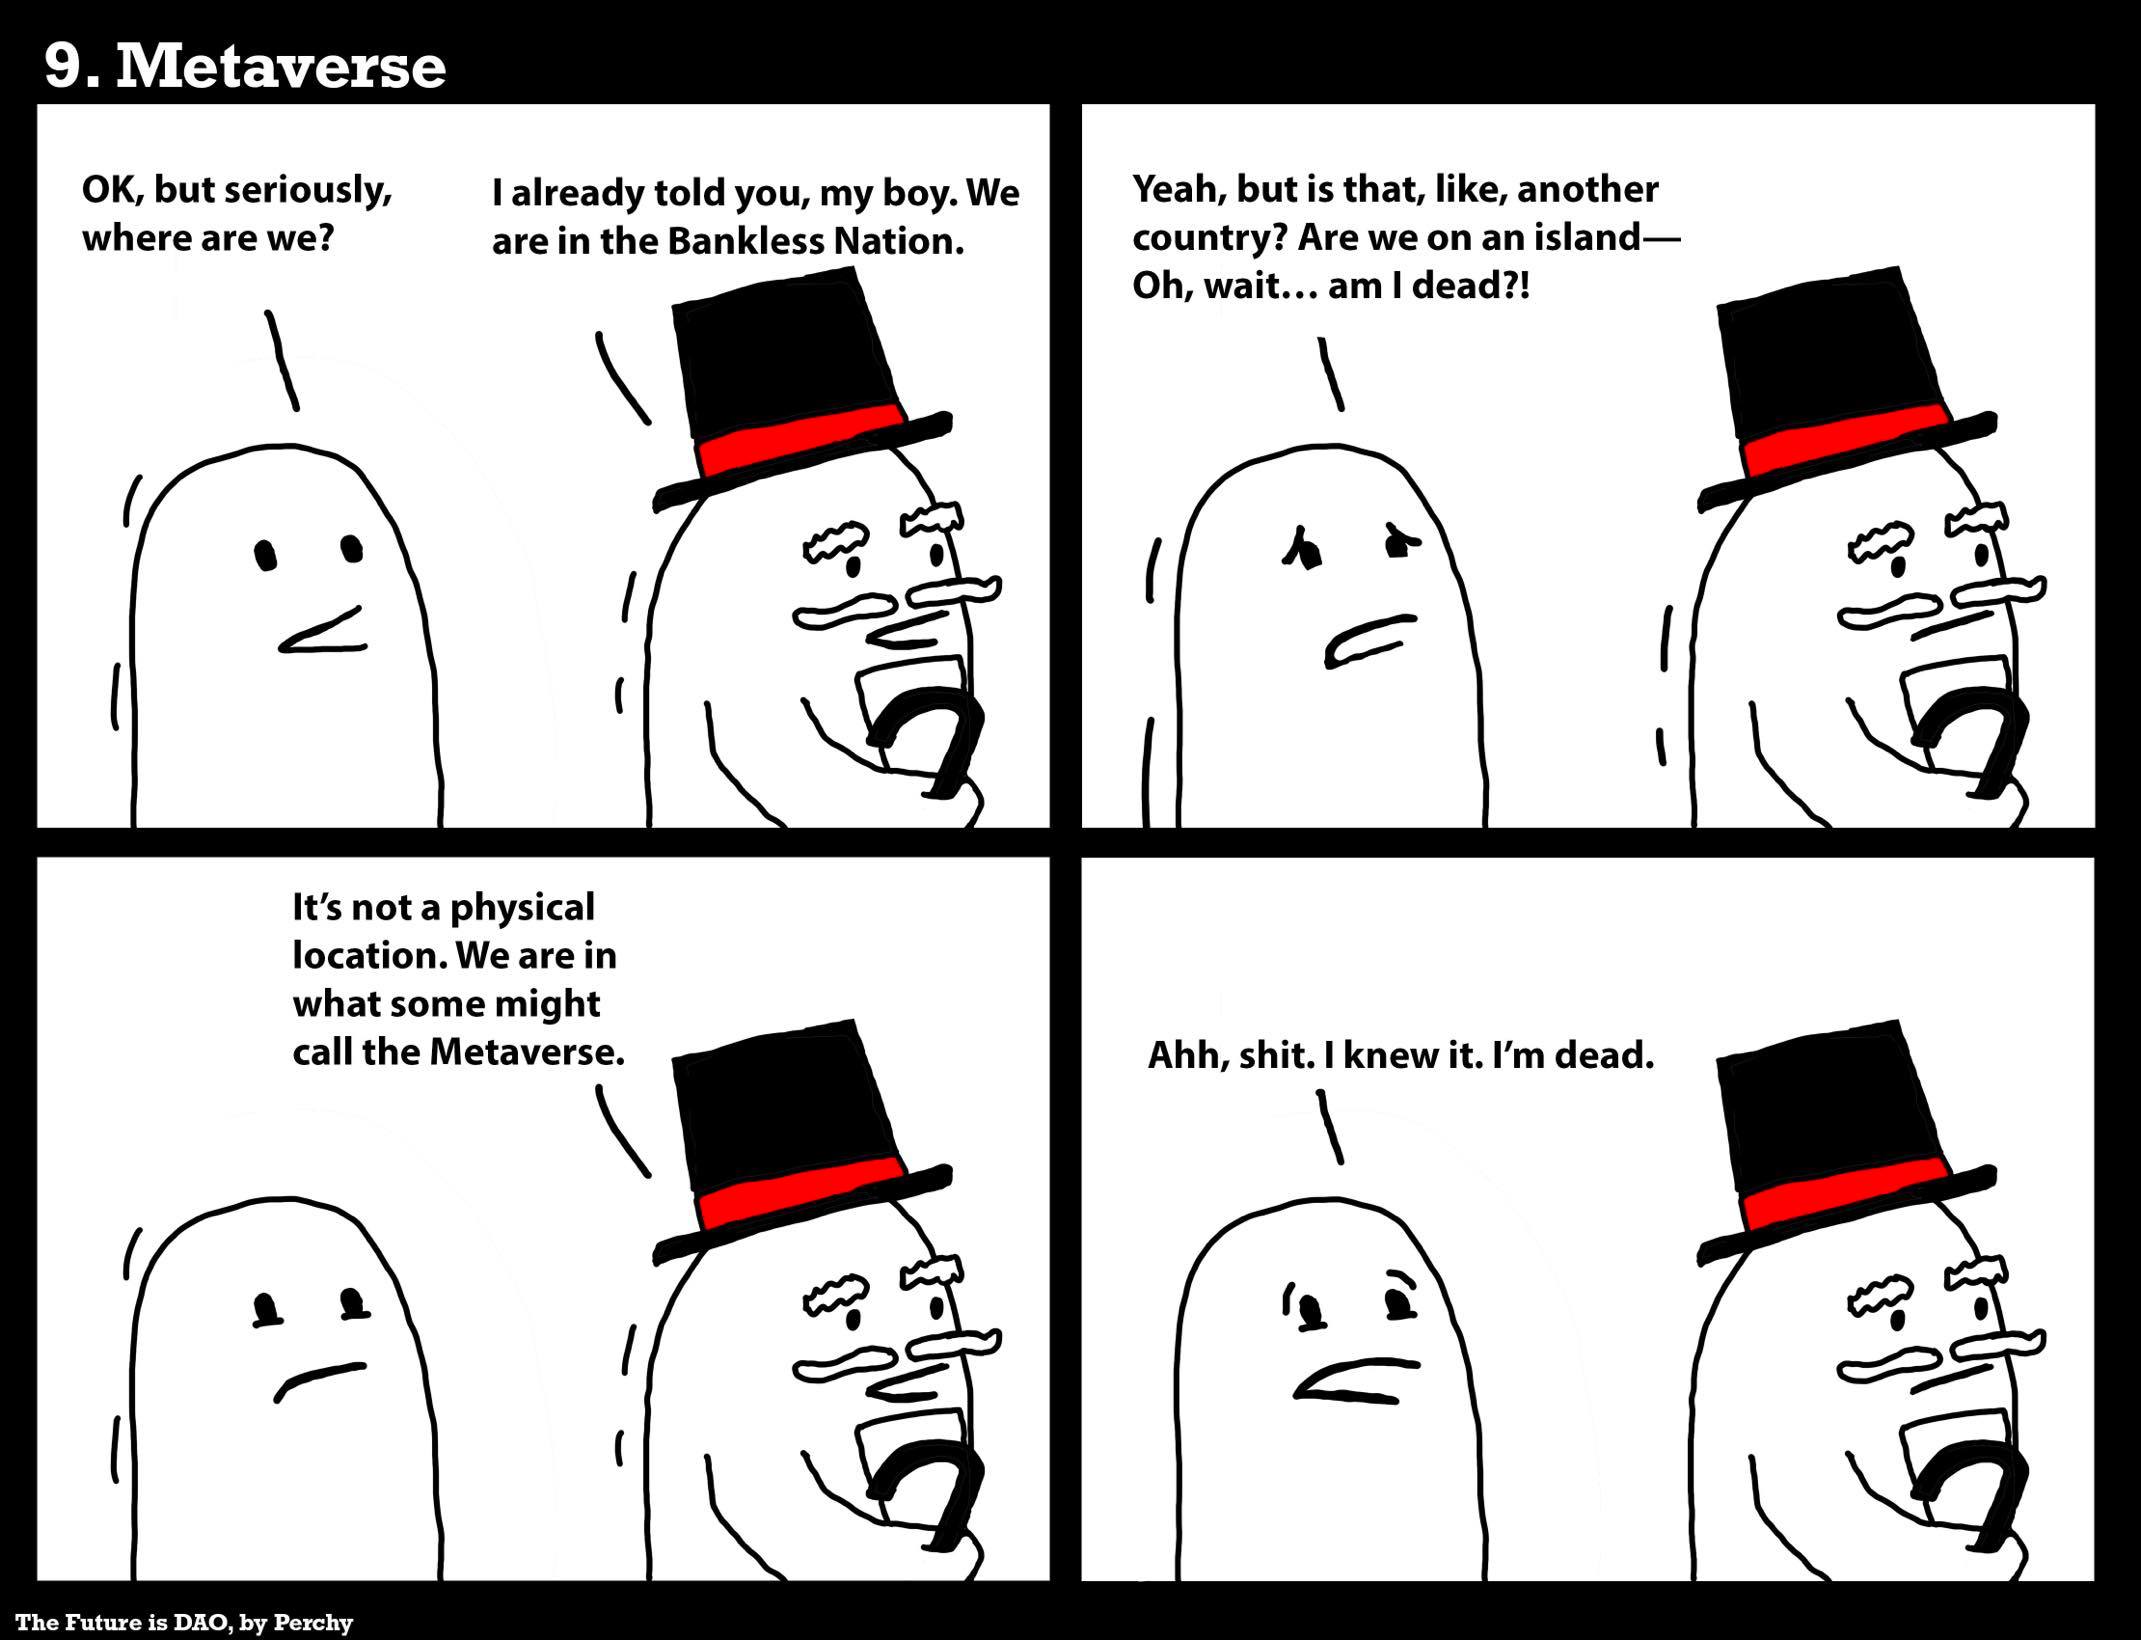 9. Metaverse
OK, but seriously,
where are we?
I already told you, my boy. We
are in the Bankless Nation.
Yeah, but is that, like, another
country? Are we on an island—
Oh, wait… am I dead?!
It’s not a physical
location. We are in
what some might
call the Metaverse.
Ahh, shit. I knew it. I’m dead.
The Future is DAO, by Perchy